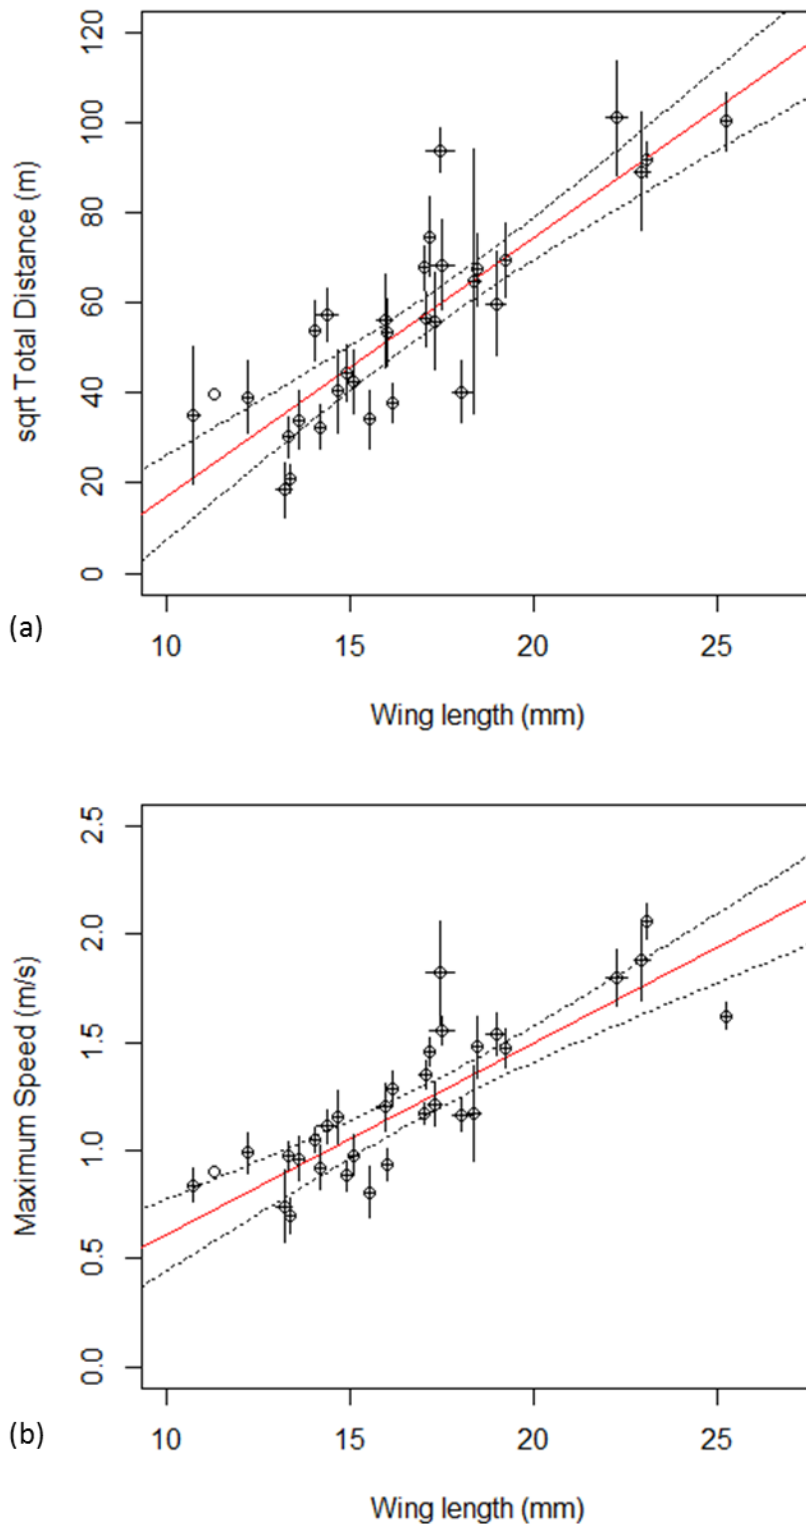 120
100
80
60
40
20
0
sqrt Total Distance (m)
(a)
10 15 20 25
Wing length (mm)
2.5
2.0
1.5
1.0
0.5
0.0
Maximum Speed (m/s)
(b)
10 15 20 25
Wing length (mm)